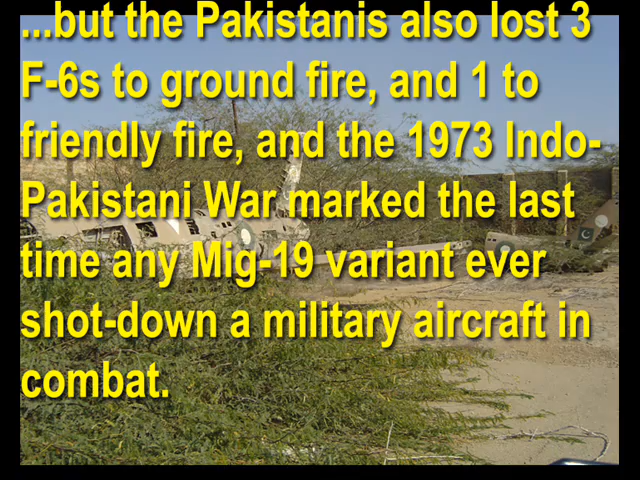 ...but the Pakistanis also lost 3
F-6s to ground fire, and 1 to
friendly fire, and the 1973 Indo-
Pakistani War marked the last
time any Mig-19 variant ever
shot-down a military aircraft in
combat.